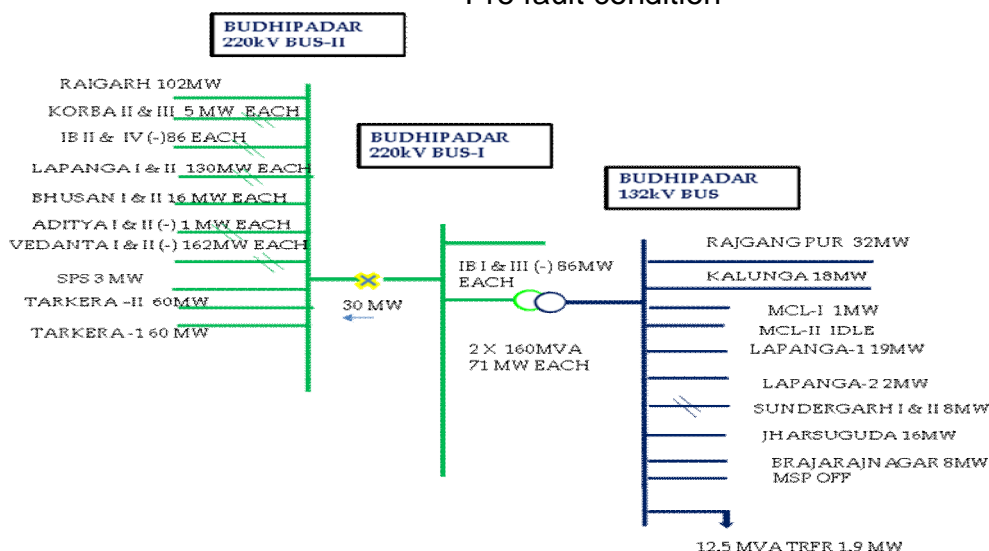 Pre fault condition
BUDHIPADAR
220kV BUS-II
RAIGARH 102MW
KORBA II & III 5 MW EACH
IB II & IV (-)86 EACH
LAPANGA I & II 130MW EACH
BHUSAN I & II 16 MW EACH
ADITYA I & II (-) 1 MW EACH
VEDANTA I & II (-) 162MW EACH
SPS 3 MW
TARKERA -II 60MW
TARKERA -1 60 MW
30 MW
BUDHIPADAR
220kV BUS-I
IB I & III (-) 86MW
EACH
2 X 160MVA
71 MW EACH
BUDHIPADAR
132kV BUS
RAJGANG PUR 32MW
KALUNGA 18MW
MCL-I 1MW
MCL-II IDLE
LAPANGA-1 19MW
LAPANGA-2 2MW
SUNDERGARH I & II 8MW
JHARSUGUDA 16MW
BRAJARAJNAGAR 8MW
MSP OFF
12.5 MVA TRFR 1.9 MW